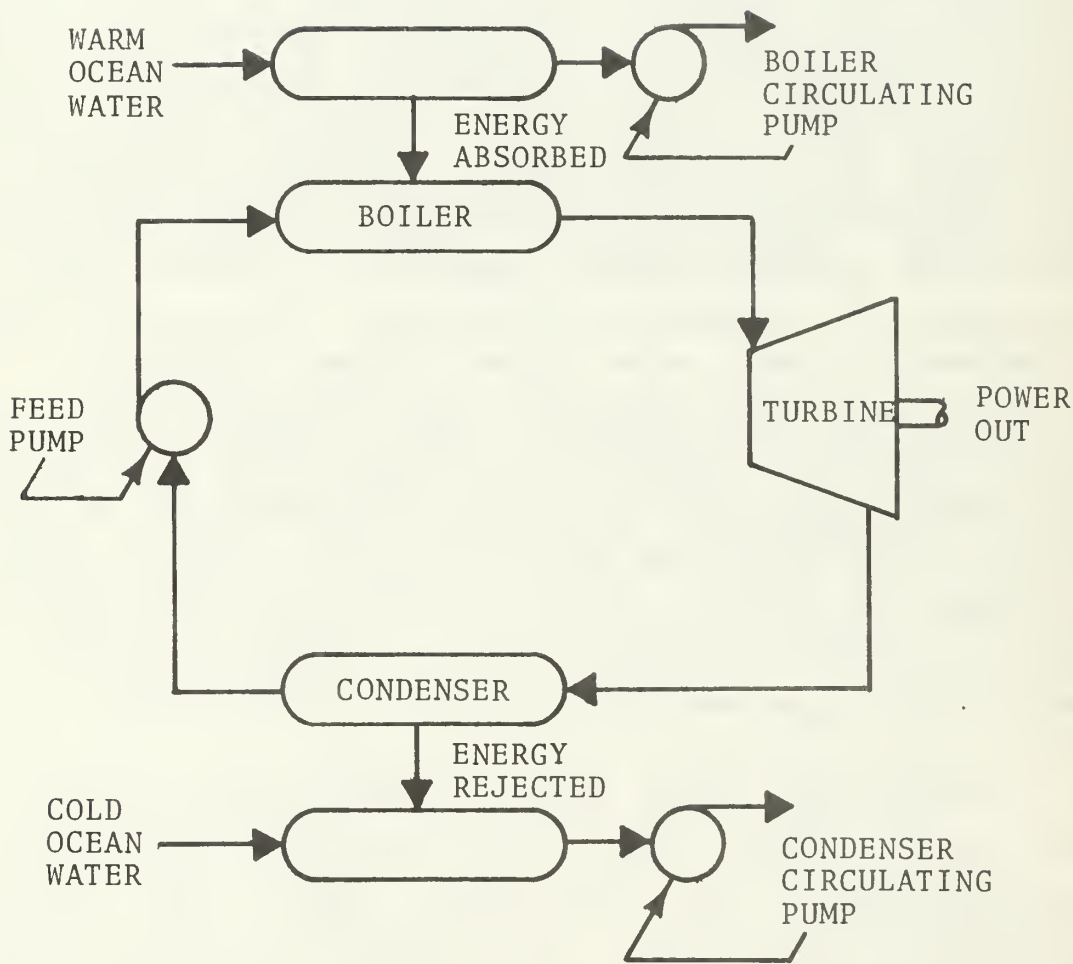 WARM
OCEAN
WATER
BOILER
CIRCULATING
PUMP
ENERGY
ABSORBED
BOILER
FEED
PUMP
TURBINE
POWER
OUT
CONDENSER
ENERGY
REJECTED
COLD
OCEAN
WATER
CONDENSER
CIRCULATING
PUMP